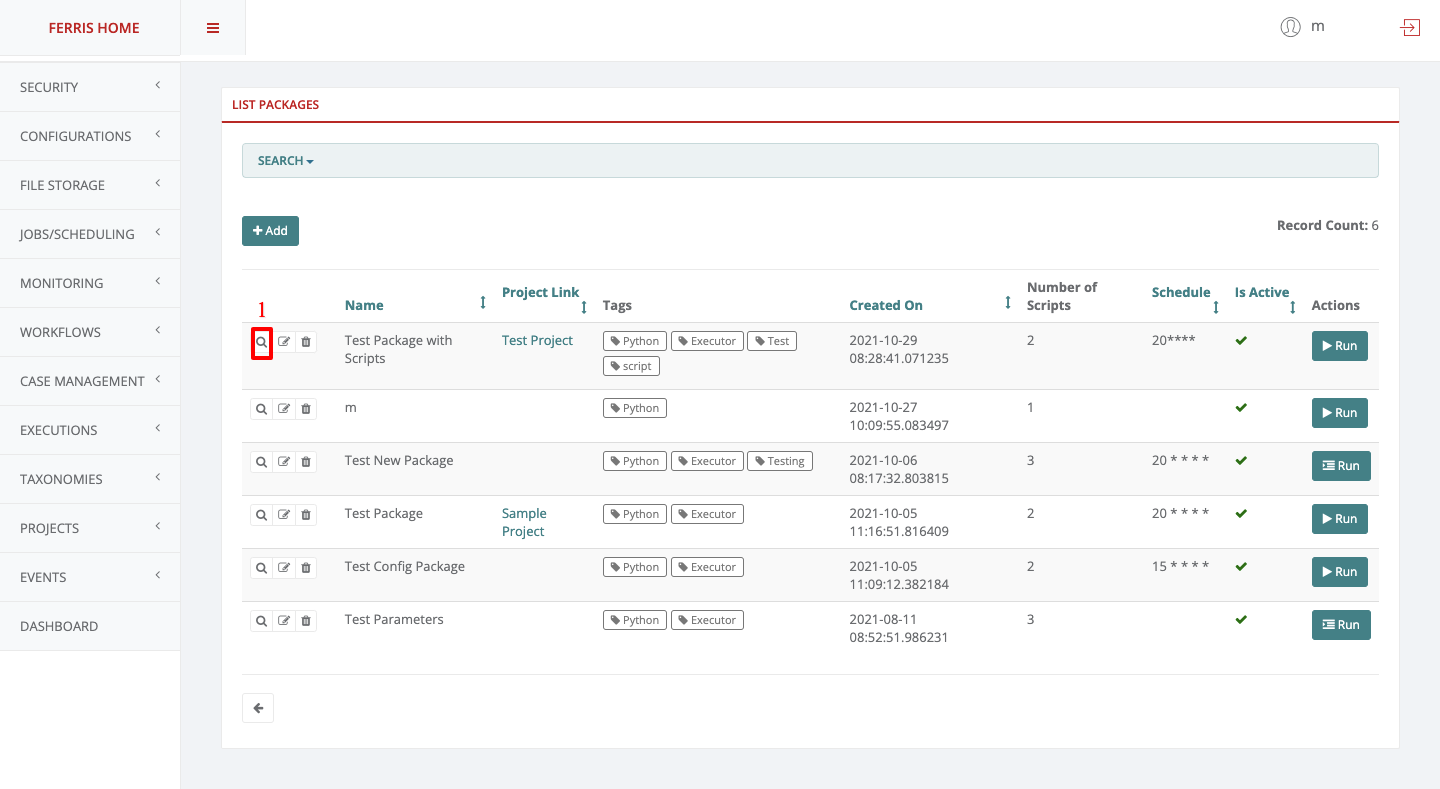 FERRIS HOME
m
SECURITY
CONFIGURATIONS
FILE STORAGE
JOBS/SCHEDULING
MONITORING
WORKFLOWS
CASE MANAGEMENT
EXECUTIONS
TAXONOMIES
PROJECTS
EVENTS
DASHBOARD
LIST PACKAGES
SEARCH
Add
Record Count: 6
1
Name Project Link Tags Created On Number of Scripts Schedule Is Active Actions
Test Package with Test Project Python Executor Test 2021-10-29 2 20**** Run
Scripts script 08:28:41.071235
m Python 2021-10-27 1 Run
10:09:55.083497
Test New Package Python Executor Testing 2021-10-06 3 20 * * * * Run
08:17:32.803815
Test Package Sample Python Executor 2021-10-05 2 20 * * * * Run
Project 11:16:51.816409
Test Config Package Python Executor 2021-10-05 2 15 * * * * Run
11:09:12.382184
Test Parameters Python Executor 2021-08-11 3 Run
08:52:51.986231